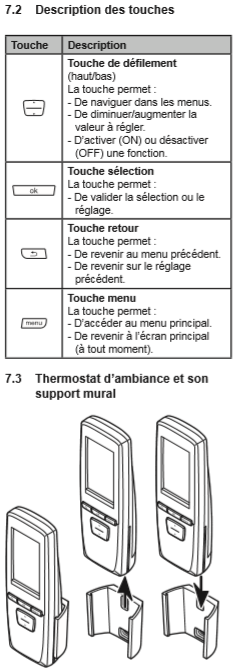 7.2 Description des touches
Touche Description
Touche de défilement
(haut/bas)
La touche permet :
- De naviguer dans les menus.
- De diminuer/augmenter la
valeur à régler.
- D'activer (ON) ou désactiver
(OFF) une fonction.
ok
Touche sélection
La touche permet :
- De valider la sélection ou le
réglage.
Touche retour
La touche permet :
- De revenir au menu précédent.
- De revenir sur le réglage
précédent.
menu
Touche menu
La touche permet :
- D'accéder au menu principal.
- De revenir à l'écran principal
(à tout moment).
7.3 Thermostat d'ambiance et son
support mural